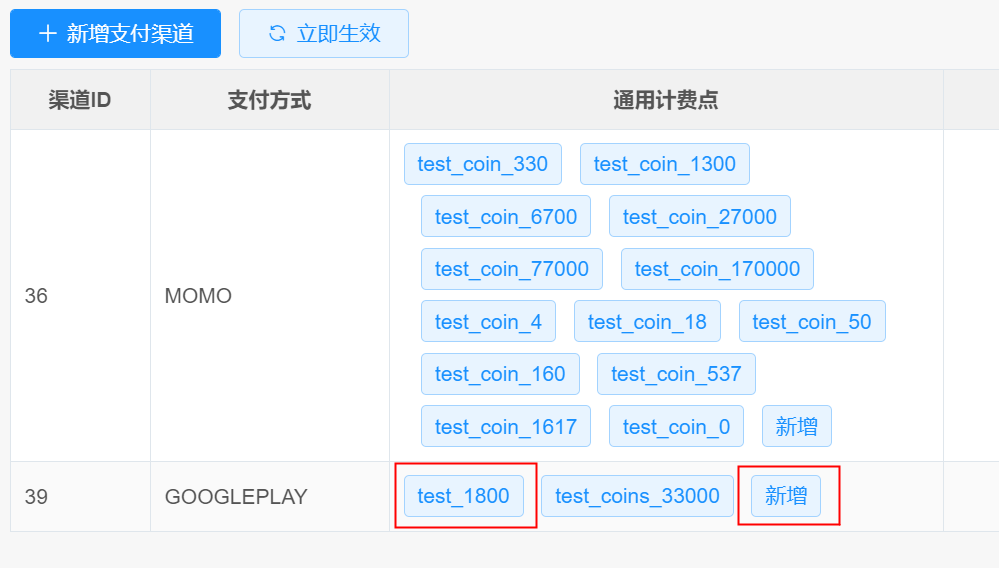 新增支付渠道 立即生效
渠道ID 支付方式 通用计费点
test_coin_330 test_coin_1300
test_coin_6700 test_coin_27000
test_coin_77000 test_coin_170000
36 MOMO
test_coin_4 test_coin_18 test_coin_50
test_coin_160 test_coin_537
test_coin_1617 test_coin_0 新增
39 GOOGLEPLAY test_1800 test_coins_33000 新增